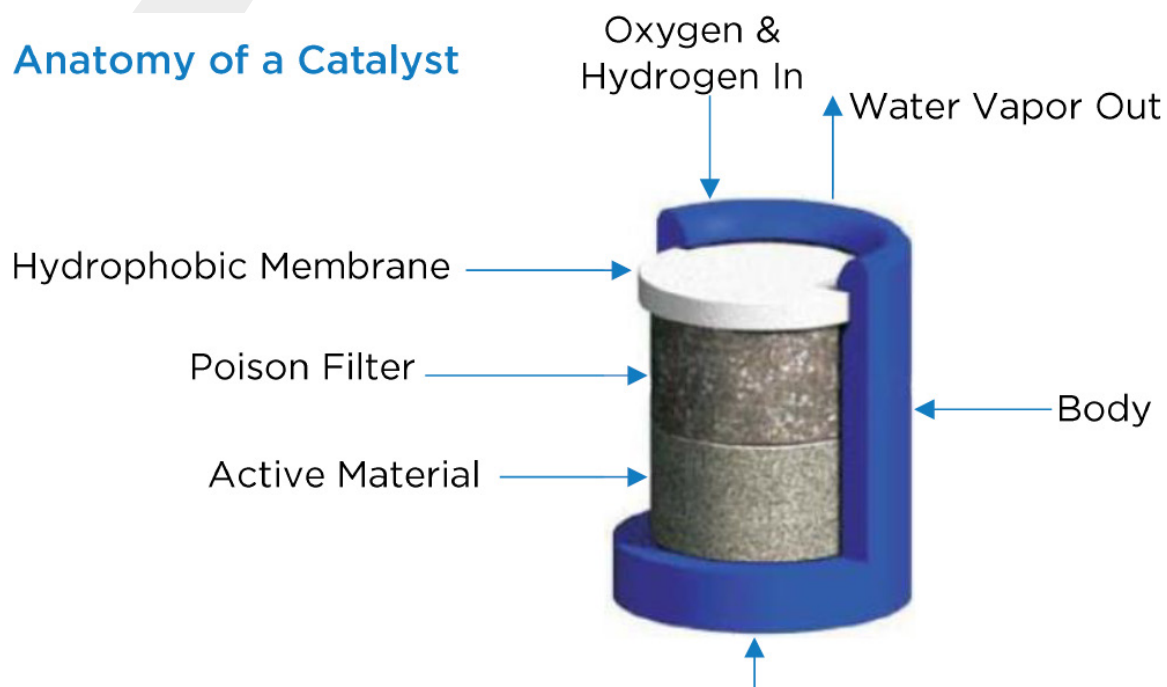 Anatomy of a Catalyst
Oxygen &
Hydrogen In
Water Vapor Out
Hydrophobic Membrane
Poison Filter
Body
Active Material